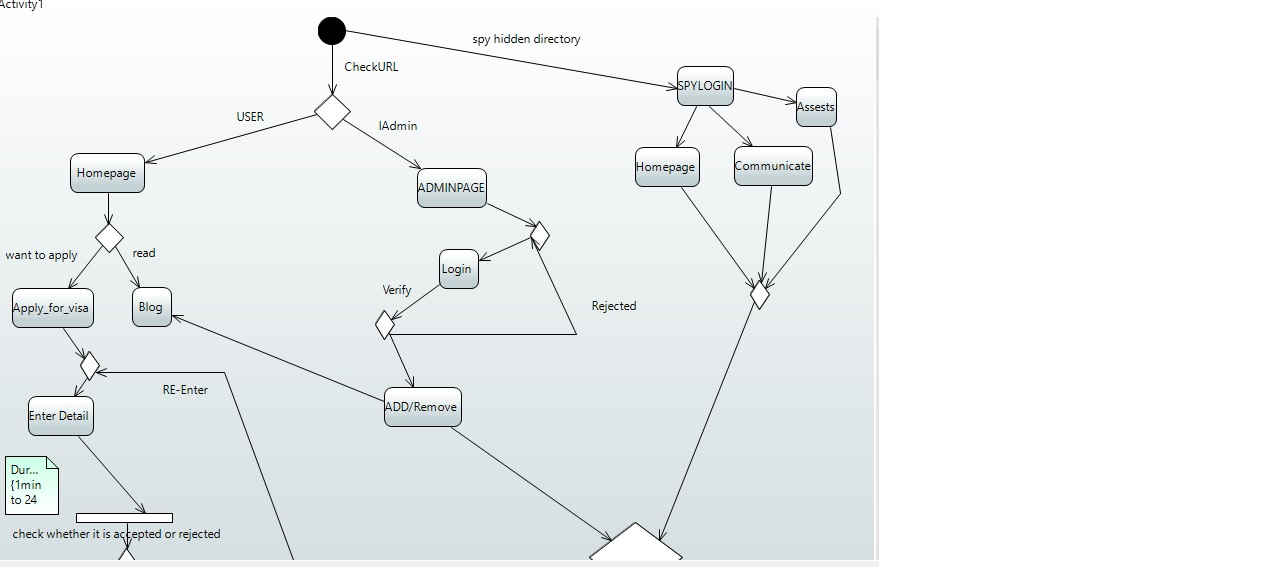 Activity1
spy hidden directory
CheckURL
SPYLOGIN
Assests
USER
IAdmin
Homepage
ADMINPAGE
Homepage
Communicate
want to apply
read
Login
Verify
Rejected
Apply_for_visa
Blog
RE-Enter
ADD/Remove
Enter Detail
Dur...
{1min
to 24
check whether it is accepted or rejected